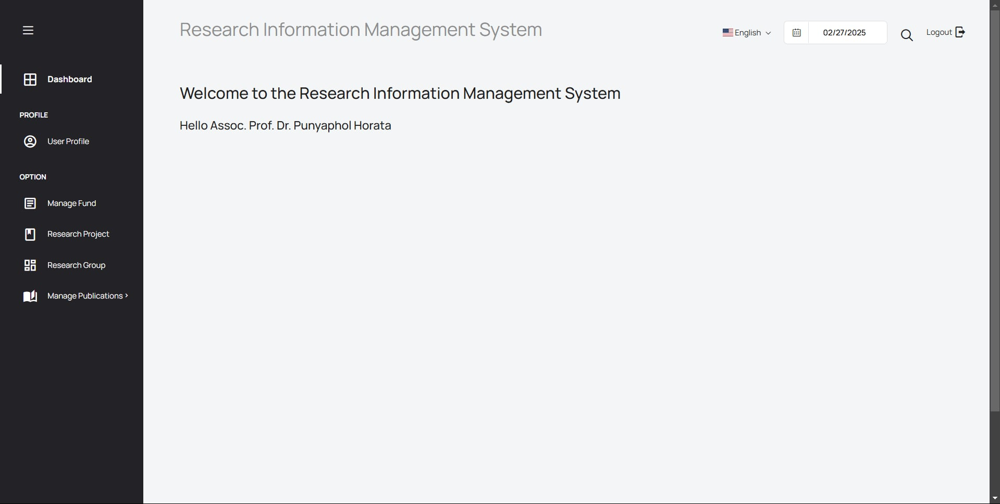 Research Information Management System
English
02/27/2025
Logout
Dashboard
PROFILE
User Profile
OPTION
Manage Fund
Research Project
Research Group
Manage Publications
Welcome to the Research Information Management System
Hello Assoc. Prof. Dr. Punyaphol Horata